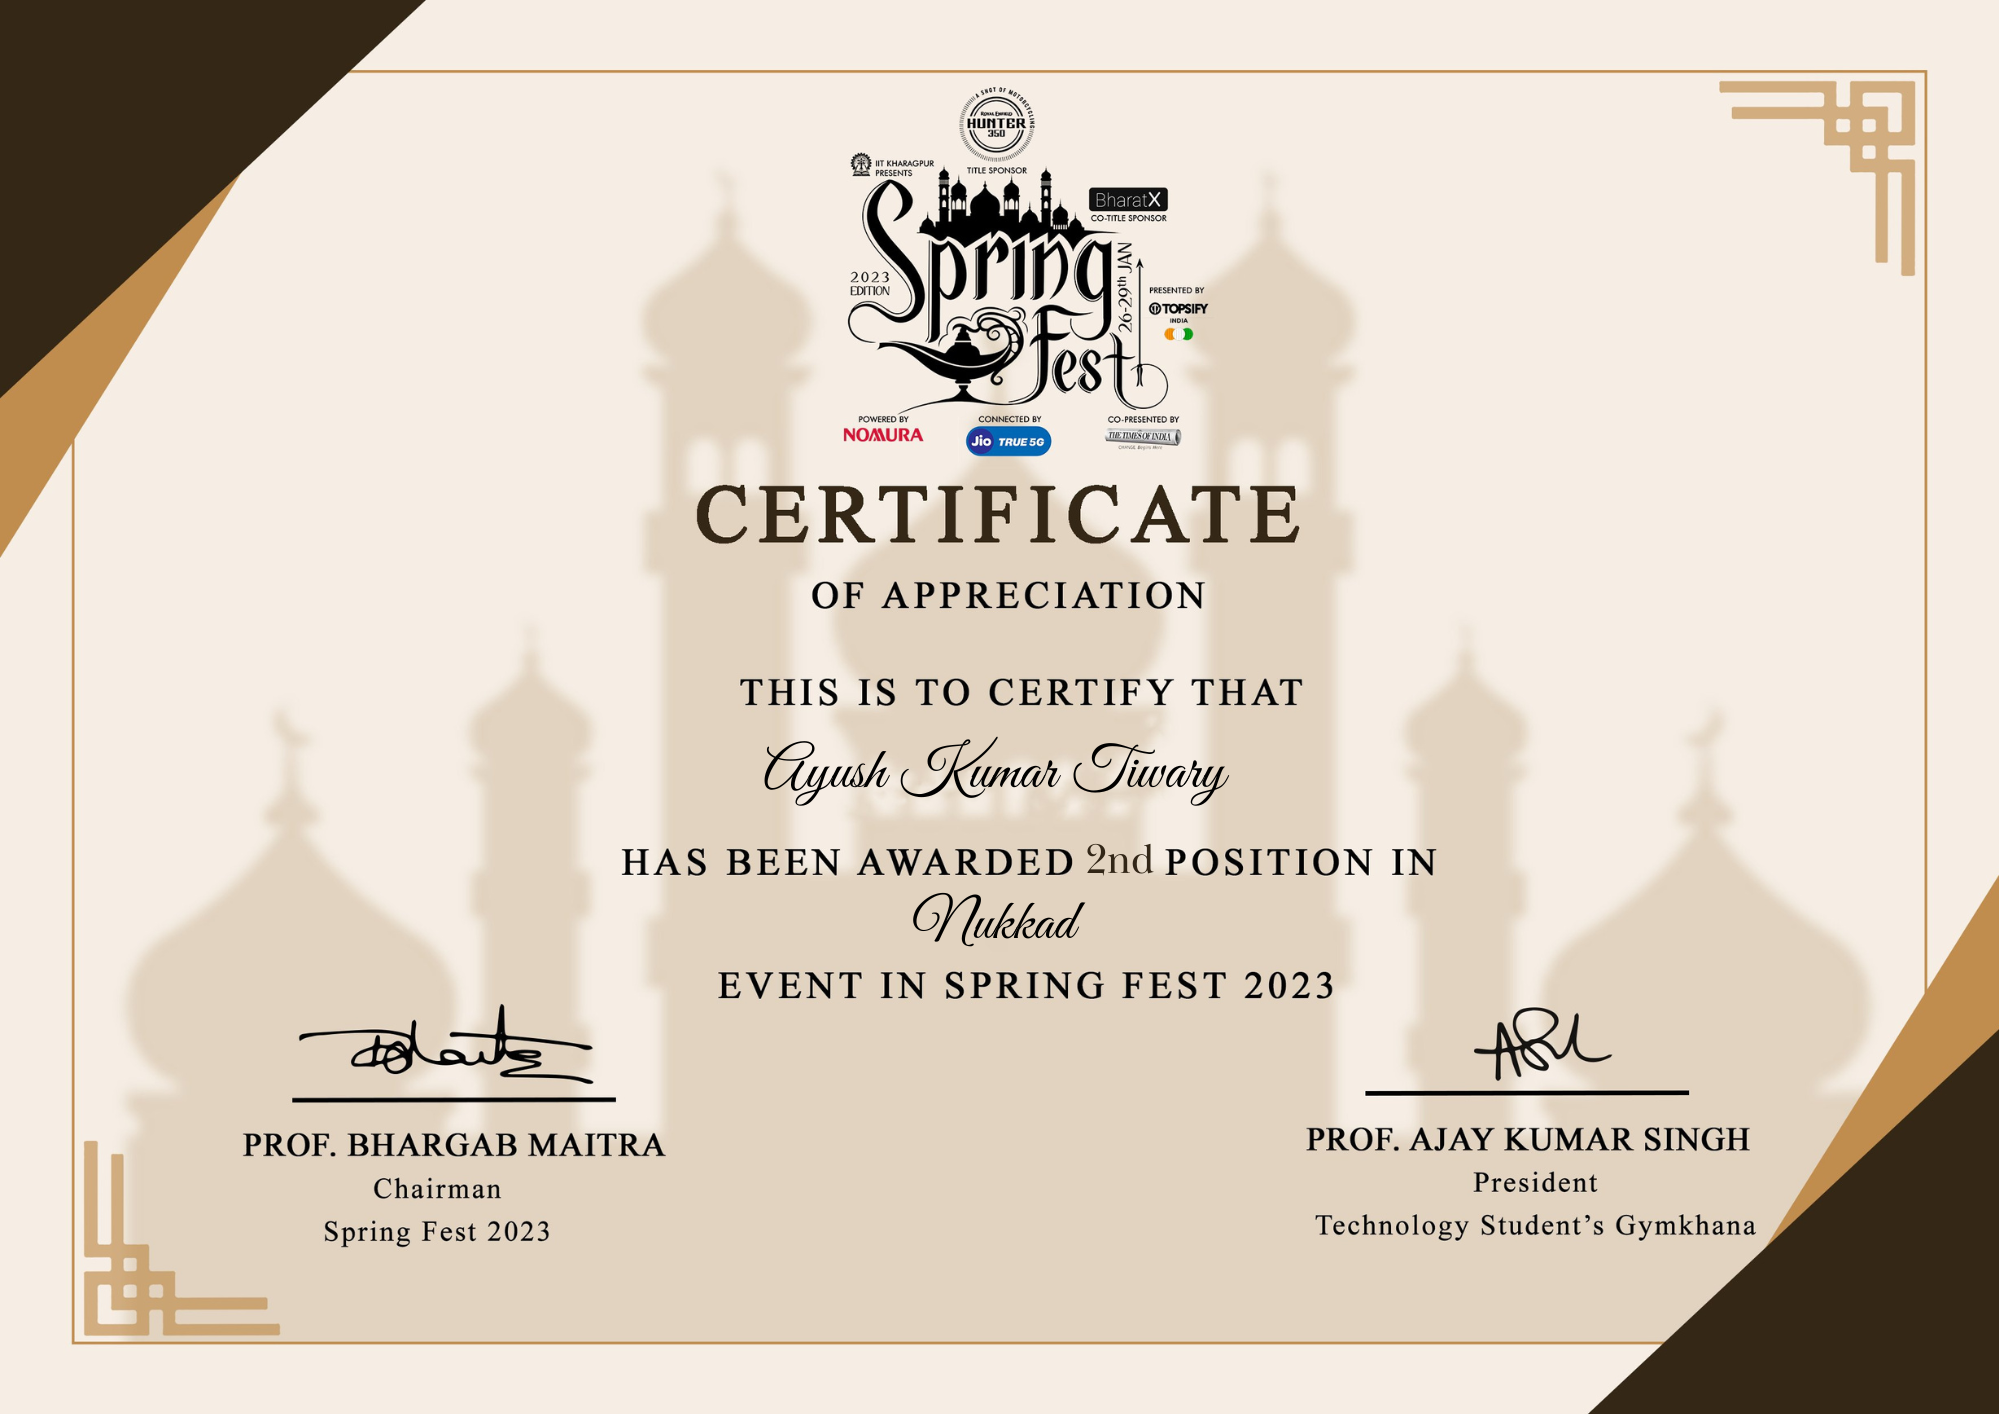 A SHOT OF MOTORCYCLING
ROYAL ENFIELD
HUNTER
350
TITLE SPONSOR
IIT KHARAGPUR
PRESENTS
BharatX
CO-TITLE SPONSOR
Spring
Fest
2023
EDITION
26-29th JAN
PRESENTED BY
TOPSIFY
INDIA
POWERED BY
NOMURA
CONNECTED BY
Jio TRUE 5G
CO-PRESENTED BY
THE TIMES OF INDIA
CERTIFICATE
OF APPRECIATION
THIS IS TO CERTIFY THAT
Ayush Kumar Tiwary
HAS BEEN AWARDED 2nd POSITION IN
Nukkad
EVENT IN SPRING FEST 2023
PROF. BHARGAB MAITRA
Chairman
Spring Fest 2023
PROF. AJAY KUMAR SINGH
President
Technology Student's Gymkhana